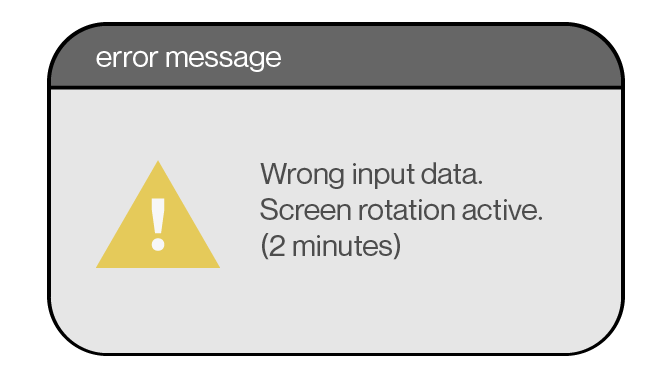 error message
Wrong input data.
Screen rotation active.
(2 minutes)